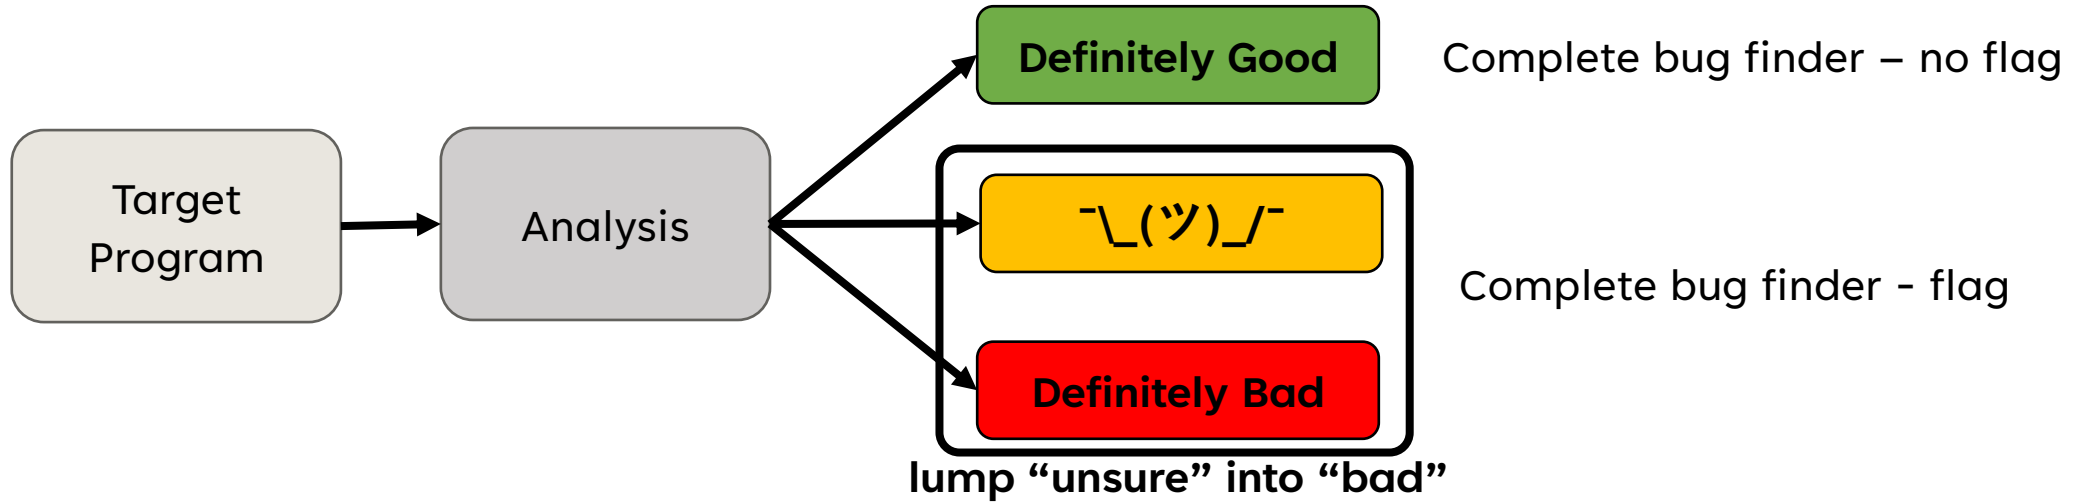 Target
Program
Analysis
Definitely Good
Complete bug finder – no flag
¯\_(ツ)_/¯
Complete bug finder - flag
Definitely Bad
lump “unsure” into “bad”